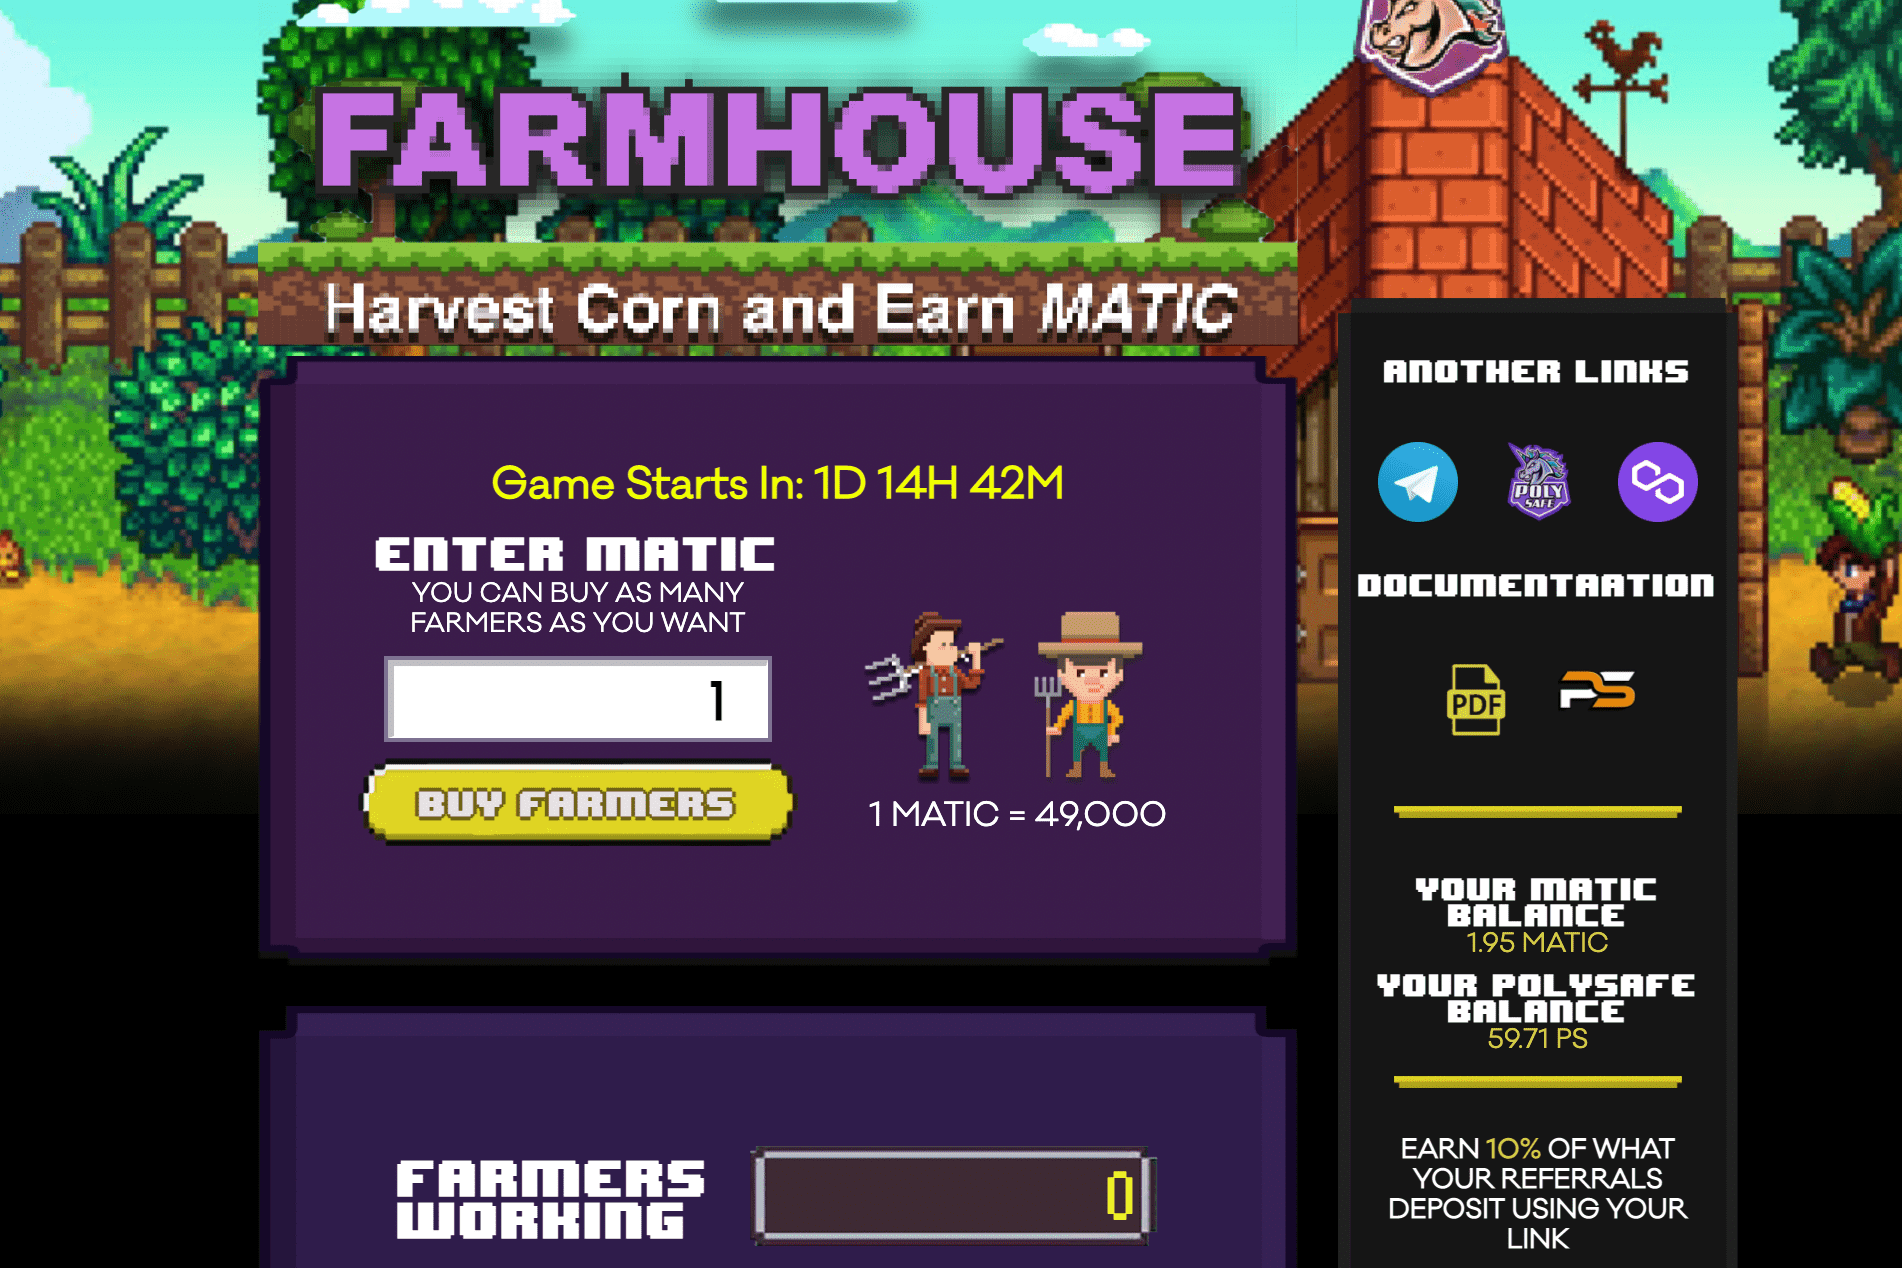 FARMHOUSE
Harvest Corn and Earn MATIC
Game Starts In: 1D 14H 42M
ENTER MATIC
YOU CAN BUY AS MANY
FARMERS AS YOU WANT
1
BUY FARMERS
1 MATIC = 49,000
FARMERS
WORKING
0
ANOTHER LINKS
POLY
SAFE
DOCUMENTAATION
PDF
PS
YOUR MATIC
BALANCE
1.95 MATIC
YOUR POLYSAFE
BALANCE
59.71 PS
EARN 10% OF WHAT
YOUR REFERRALS
DEPOSIT USING YOUR
LINK